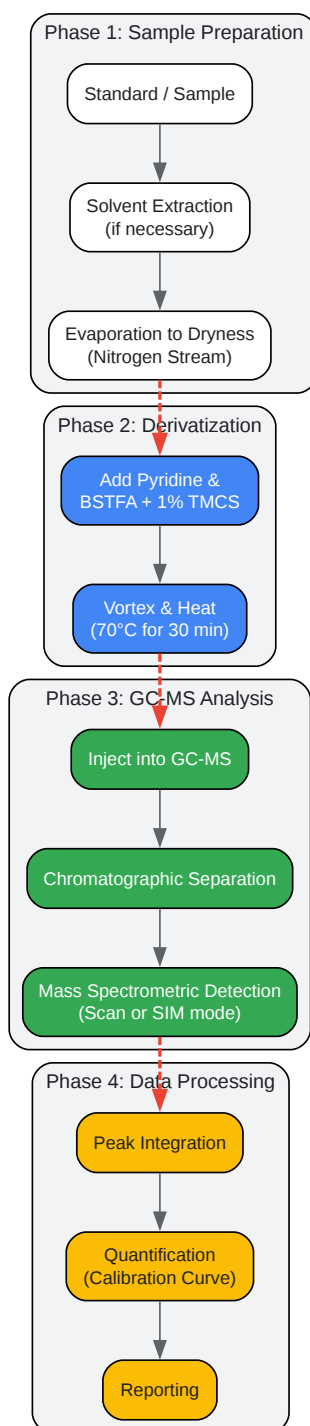 Phase 1: Sample Preparation
Standard / Sample
Solvent Extraction
(if necessary)
Evaporation to Dryness
(Nitrogen Stream)
Phase 2: Derivatization
Add Pyridine &
BSTFA + 1% TMCS
Vortex & Heat
(70°C for 30 min)
Phase 3: GC-MS Analysis
Inject into GC-MS
Chromatographic Separation
Mass Spectrometric Detection
(Scan or SIM mode)
Phase 4: Data Processing
Peak Integration
Quantification
(Calibration Curve)
Reporting